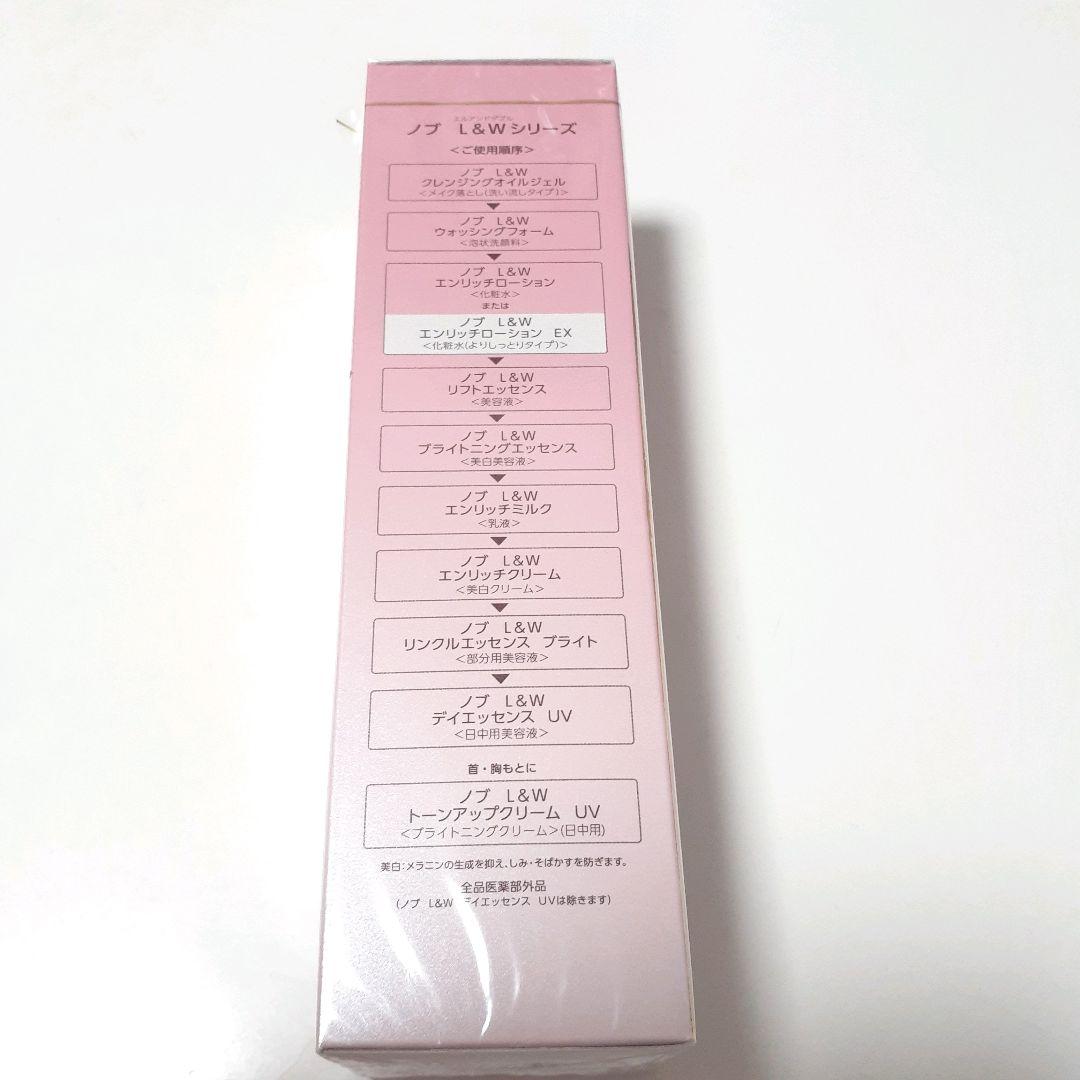 エルアンドダブル
ノブ L&Wシリーズ
<ご使用順序>
ノブ L&W
クレンジングオイルジェル
<メイク落とし(洗い流しタイプ)>
ノブ L&W
ウォッシングフォーム
<泡状洗顔料>
ノブ L&W
エンリッチローション
<化粧水>
または
ノブ L&W
エンリッチローション EX
<化粧水(よりしっとりタイプ)>
ノブ L&W
リフトエッセンス
<美容液>
ノブ L&W
ブライトニングエッセンス
<美白美容液>
ノブ L&W
エンリッチミルク
<乳液>
ノブ L&W
エンリッチクリーム
<美白クリーム>
ノブ L&W
リンクルエッセンス ブライト
<部分用美容液>
ノブ L&W
デイエッセンス UV
<日中用美容液>
首・胸もとに
ノブ L&W
トーンアップクリーム UV
<ブライトニングクリーム>(日中用)
美白:メラニンの生成を抑え、しみ・そばかすを防ぎます。
全品医薬部外品
(ノブ L&W デイエッセンス UVは除きます)